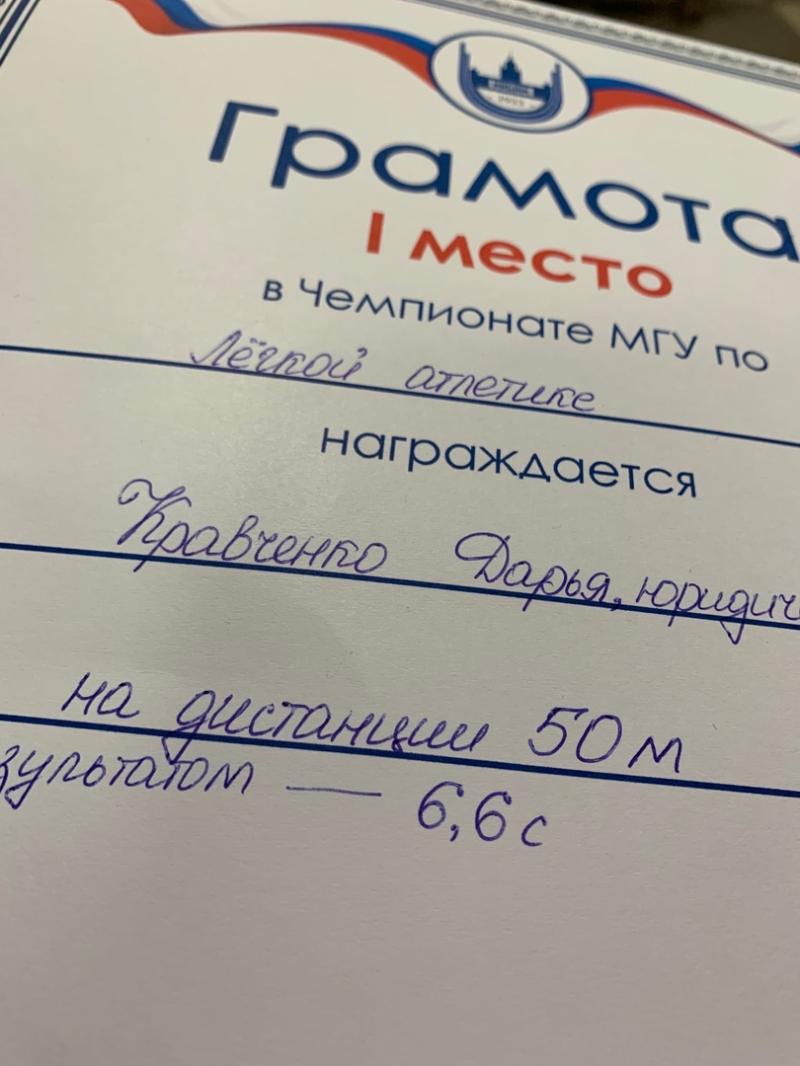 Грамота
I место
в Чемпионате МГУ по
лёгкой атлетике
награждается
Кравченко Дарья, юридич
на дистанции 50 м
зультатом — 6,6 с